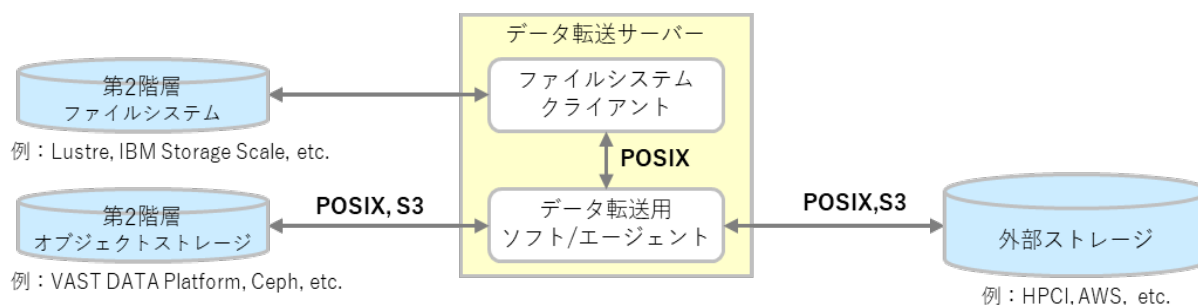 データ転送サーバー
第2階層
ファイルシステム
例：Lustre, IBM Storage Scale, etc.
ファイルシステム
クライアント
POSIX
第2階層
オブジェクトストレージ
例：VAST DATA Platform, Ceph, etc.
POSIX, S3
データ転送用
ソフト/エージェント
POSIX,S3
外部ストレージ
例：HPCI, AWS, etc.